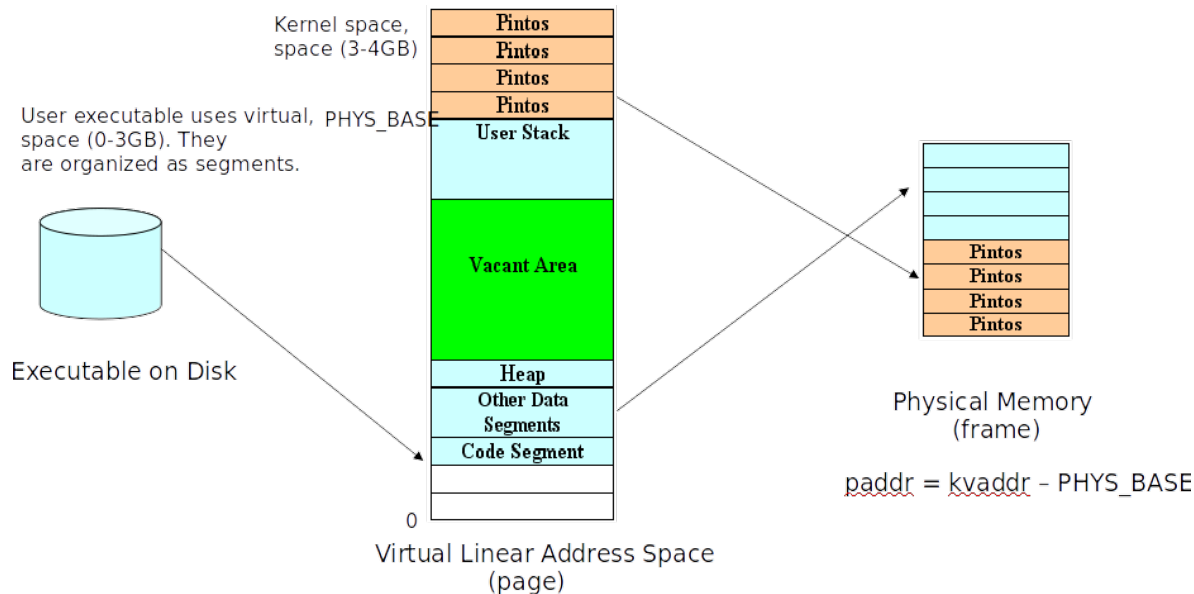 Kernel space,
space (3-4GB)
Pintos
Pintos
Pintos
Pintos
User executable uses virtual,
space (0-3GB). They
are organized as segments.
PHYS_BASE
User Stack
Vacant Area
Heap
Other Data
Segments
Code Segment
0
Virtual Linear Address Space
(page)
Executable on Disk
Pintos
Pintos
Pintos
Pintos
Physical Memory
(frame)
paddr = kvaddr – PHYS_BASE